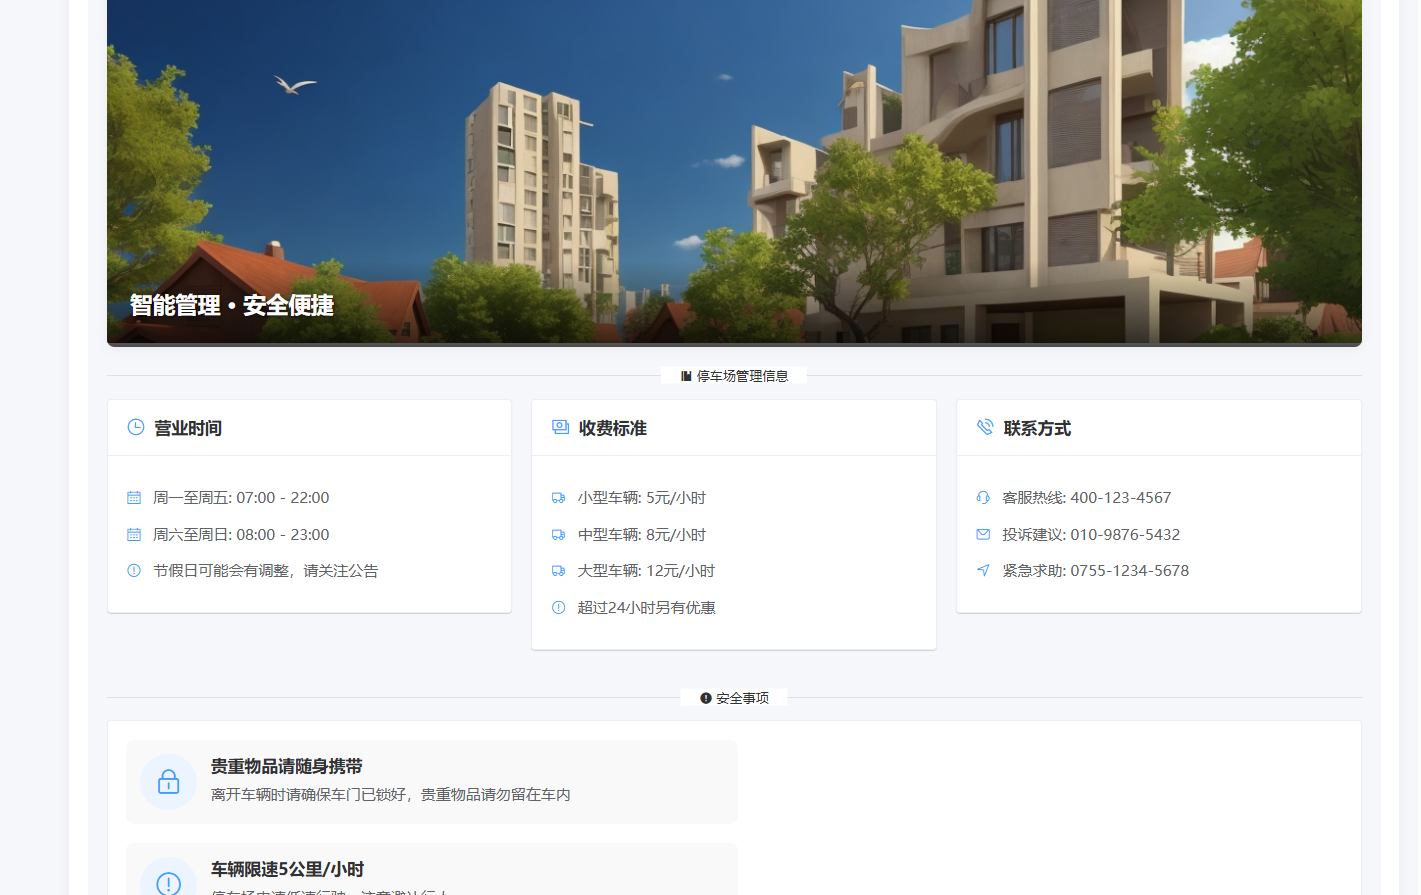 智能管理 • 安全便捷
停车场管理信息
营业时间
周一至周五: 07:00 - 22:00
周六至周日: 08:00 - 23:00
节假日可能会有调整，请关注公告
收费标准
小型车辆: 5元/小时
中型车辆: 8元/小时
大型车辆: 12元/小时
超过24小时另有优惠
联系方式
客服热线: 400-123-4567
投诉建议: 010-9876-5432
紧急求助: 0755-1234-5678
安全事项
贵重物品请随身携带
离开车辆时请确保车门已锁好，贵重物品请勿留在车内
车辆限速5公里/小时